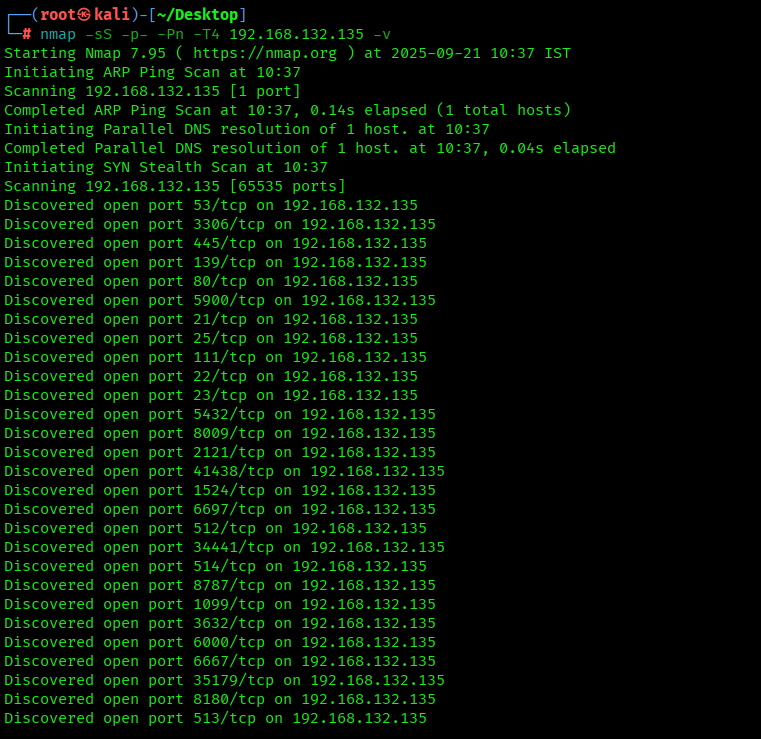 ┌──(root㉿kali)-[~/Desktop]
└─# nmap -sS -p- -Pn -T4 192.168.132.135 -v
Starting Nmap 7.95 ( https://nmap.org ) at 2025-09-21 10:37 IST
Initiating ARP Ping Scan at 10:37
Scanning 192.168.132.135 [1 port]
Completed ARP Ping Scan at 10:37, 0.14s elapsed (1 total hosts)
Initiating Parallel DNS resolution of 1 host. at 10:37
Completed Parallel DNS resolution of 1 host. at 10:37, 0.04s elapsed
Initiating SYN Stealth Scan at 10:37
Scanning 192.168.132.135 [65535 ports]
Discovered open port 53/tcp on 192.168.132.135
Discovered open port 3306/tcp on 192.168.132.135
Discovered open port 445/tcp on 192.168.132.135
Discovered open port 139/tcp on 192.168.132.135
Discovered open port 80/tcp on 192.168.132.135
Discovered open port 5900/tcp on 192.168.132.135
Discovered open port 21/tcp on 192.168.132.135
Discovered open port 25/tcp on 192.168.132.135
Discovered open port 111/tcp on 192.168.132.135
Discovered open port 22/tcp on 192.168.132.135
Discovered open port 23/tcp on 192.168.132.135
Discovered open port 5432/tcp on 192.168.132.135
Discovered open port 8009/tcp on 192.168.132.135
Discovered open port 2121/tcp on 192.168.132.135
Discovered open port 41438/tcp on 192.168.132.135
Discovered open port 1524/tcp on 192.168.132.135
Discovered open port 6697/tcp on 192.168.132.135
Discovered open port 512/tcp on 192.168.132.135
Discovered open port 34441/tcp on 192.168.132.135
Discovered open port 514/tcp on 192.168.132.135
Discovered open port 8787/tcp on 192.168.132.135
Discovered open port 1099/tcp on 192.168.132.135
Discovered open port 3632/tcp on 192.168.132.135
Discovered open port 6000/tcp on 192.168.132.135
Discovered open port 6667/tcp on 192.168.132.135
Discovered open port 35179/tcp on 192.168.132.135
Discovered open port 8180/tcp on 192.168.132.135
Discovered open port 513/tcp on 192.168.132.135